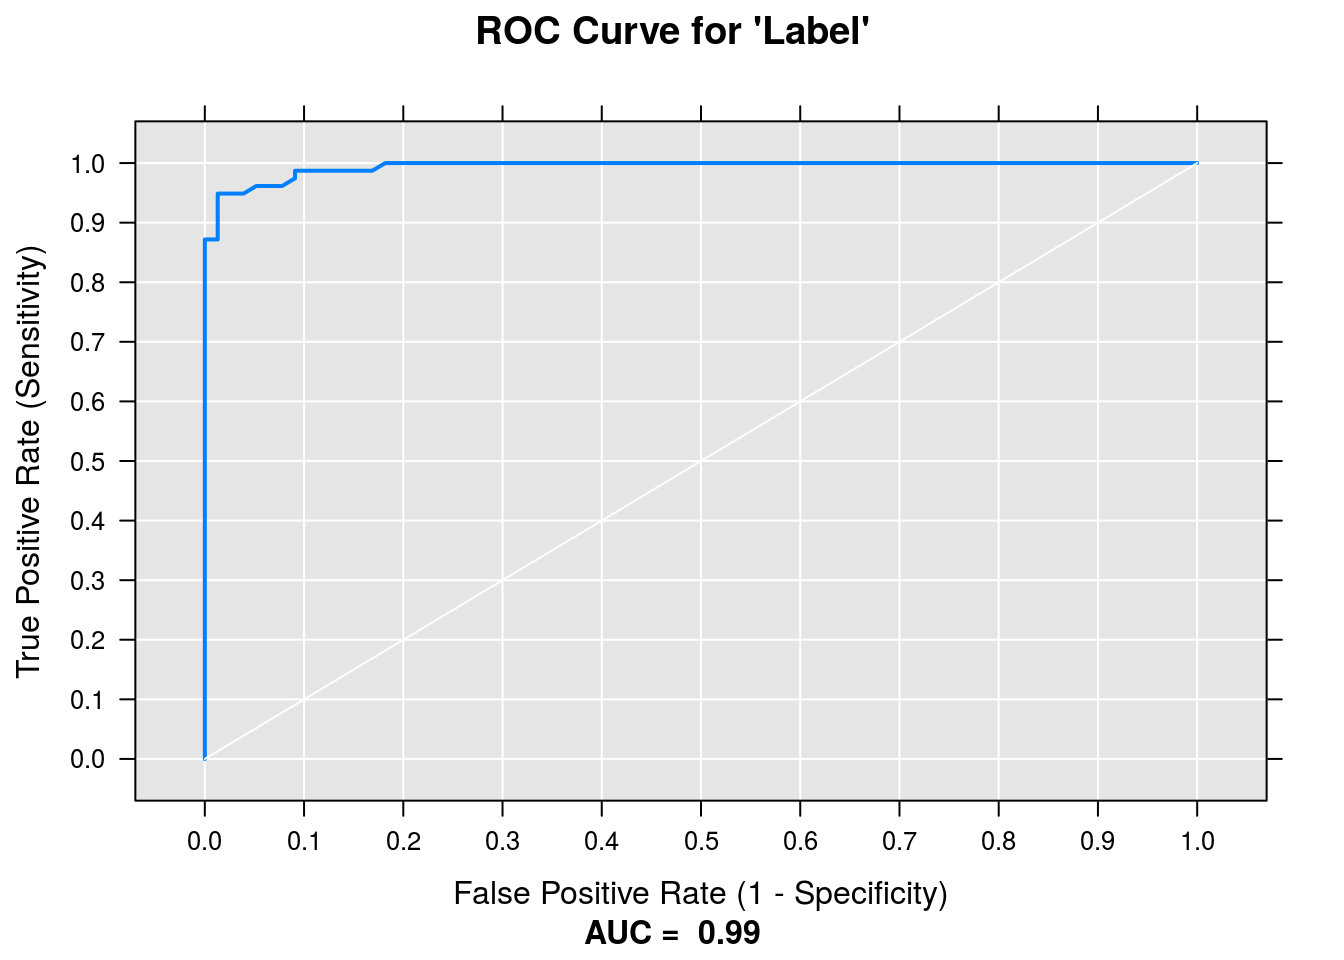 ROC Curve for 'Label'
True Positive Rate (Sensitivity)
1.0
0.9
0.8
0.7
0.6
0.5
0.4
0.3
0.2
0.1
0.0
0.0 0.1 0.2 0.3 0.4 0.5 0.6 0.7 0.8 0.9 1.0
False Positive Rate (1 - Specificity)
AUC =  0.99